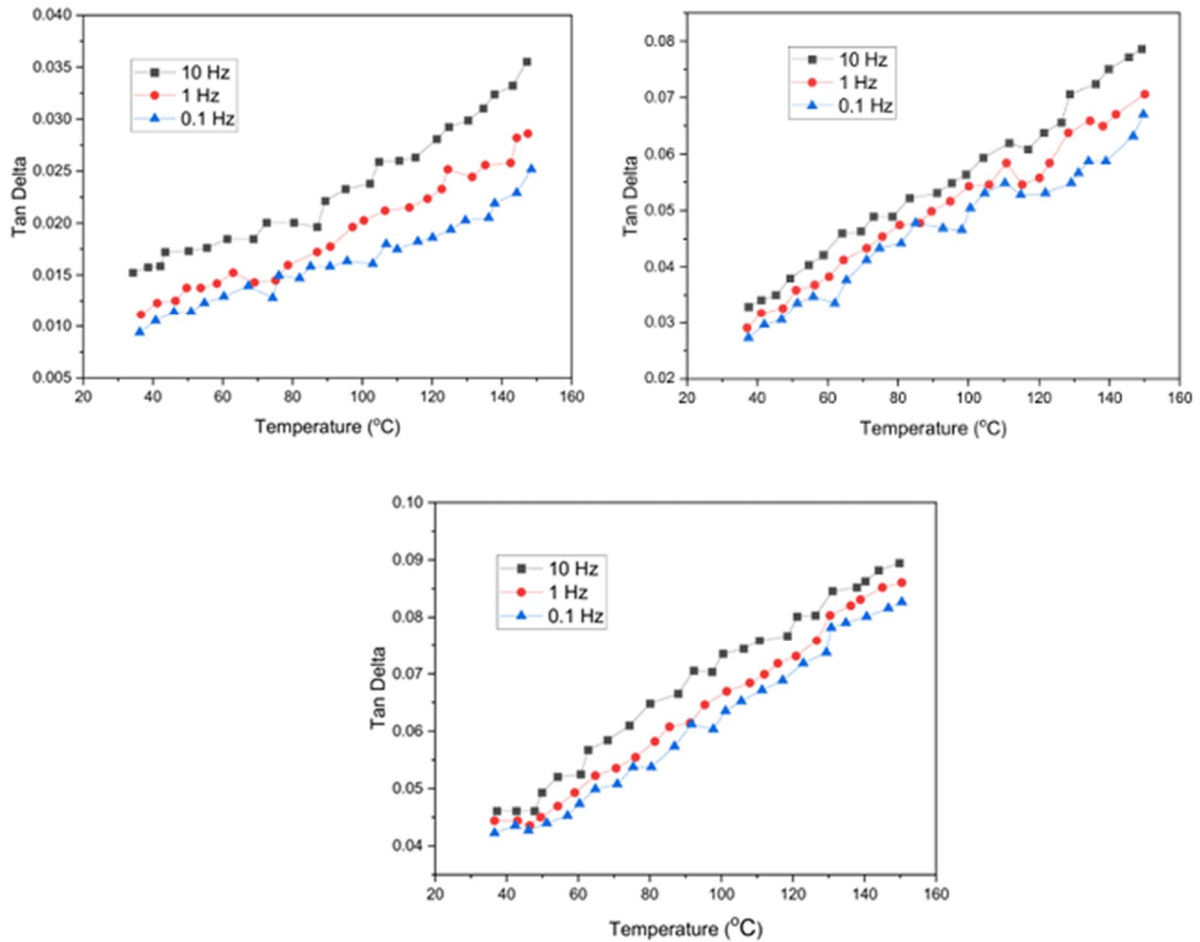 0.040
0.035
0.030
0.025
0.020
0.015
0.010
0.005
Tan Delta
10 Hz
1 Hz
0.1 Hz
20 40 60 80 100 120 140 160
Temperature (°C)
0.08
0.07
0.06
0.05
0.04
0.03
0.02
Tan Delta
10 Hz
1 Hz
0.1 Hz
20 40 60 80 100 120 140 160
Temperature (°C)
0.10
0.09
0.08
0.07
0.06
0.05
0.04
Tan Delta
10 Hz
1 Hz
0.1 Hz
20 40 60 80 100 120 140 160
Temperature (°C)